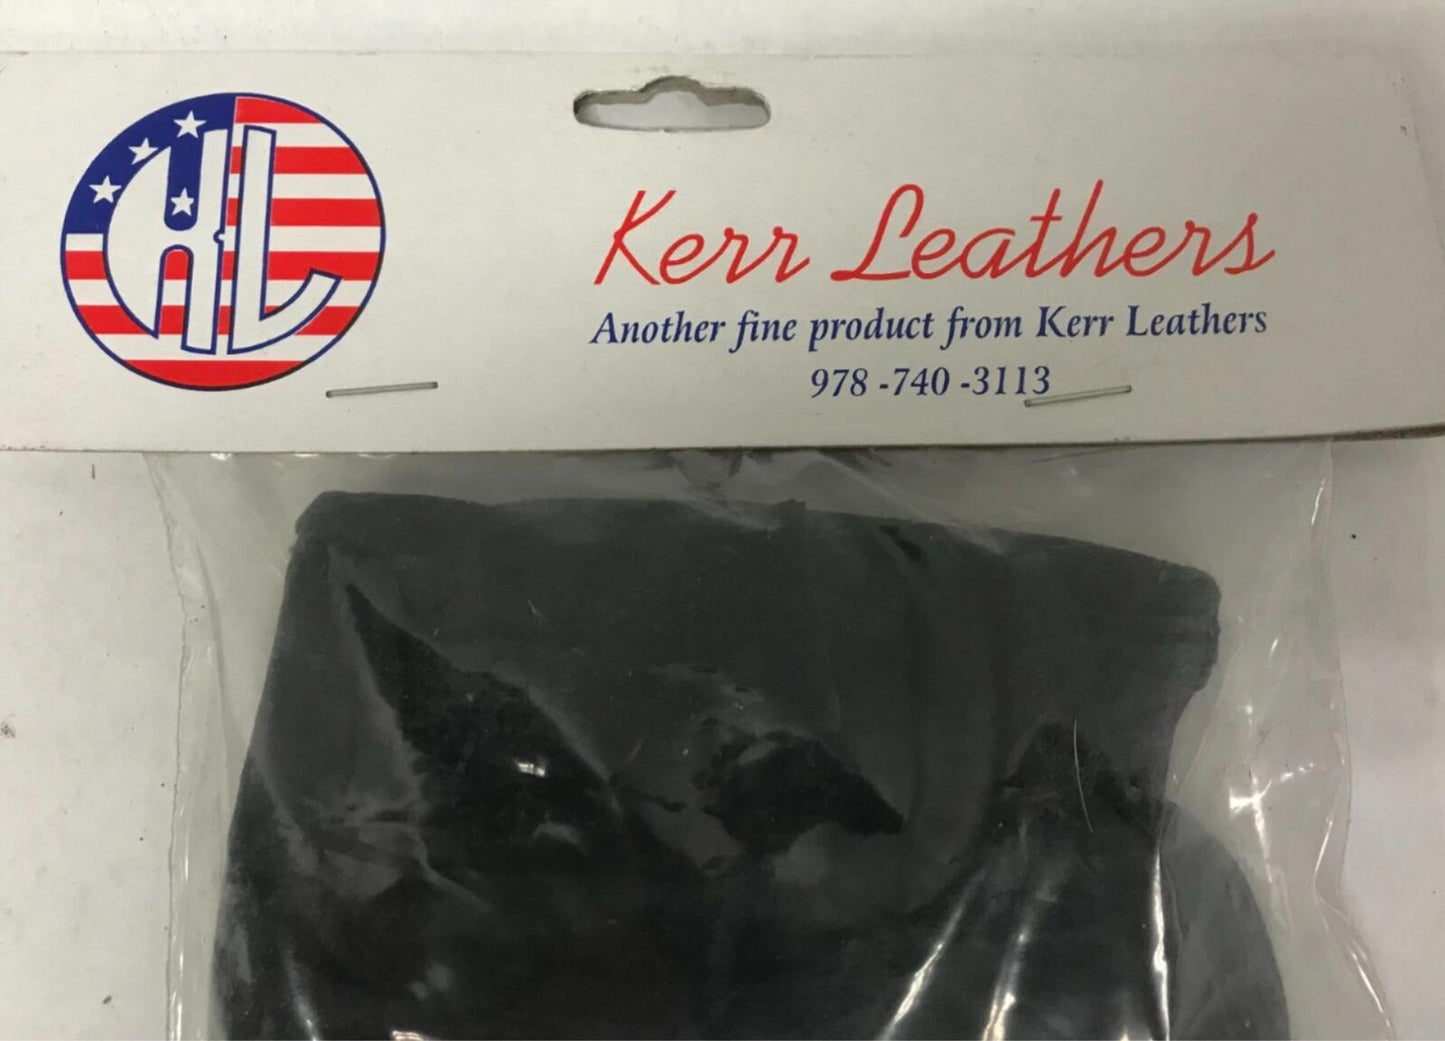 KL
Kerr Leathers
Another fine product from Kerr Leathers
978 -740 -3113